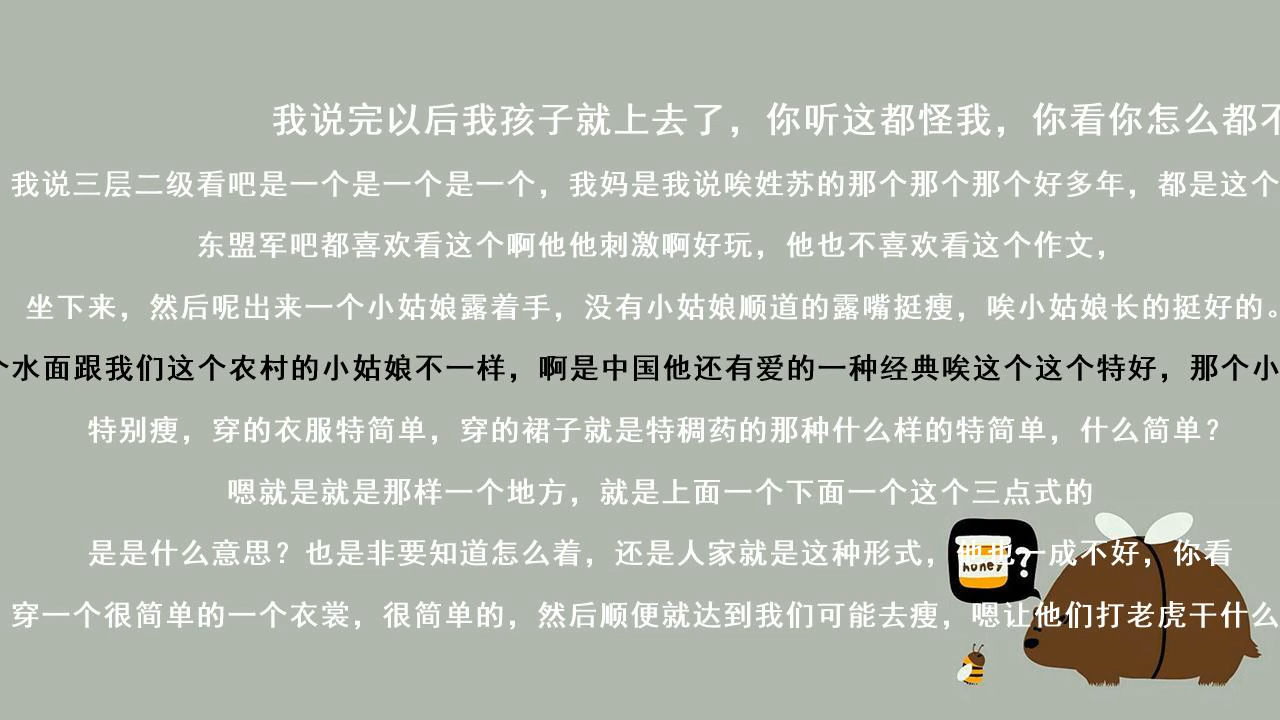 我说完以后我孩子就上去了，你听这都怪我，你看你怎么都不
我说三层二级看吧是一个是一个是一个，我妈是我说唉姓苏的那个那个那个好多年，都是这个
东盟军吧都喜欢看这个啊他他刺激啊好玩，他也不喜欢看这个作文，
坐下来，然后呢出来一个小姑娘露着手，没有小姑娘顺道的露嘴挺瘦，唉小姑娘长的挺好的。
个水面跟我们这个农村的小姑娘不一样，啊是中国他还有爱的一种经典唉这个这个特好，那个小
特别瘦，穿的衣服特简单，穿的裙子就是特稠药的那种什么样的特简单，什么简单？
嗯就是就是那样一个地方，就是上面一个下面一个这个三点式的
是是什么意思？也是非要知道怎么着，还是人家就是这种形式，他也一成不好，你看
honey
?
穿一个很简单的一个衣裳，很简单的，然后顺便就达到我们可能去瘦，嗯让他们打老虎干什么